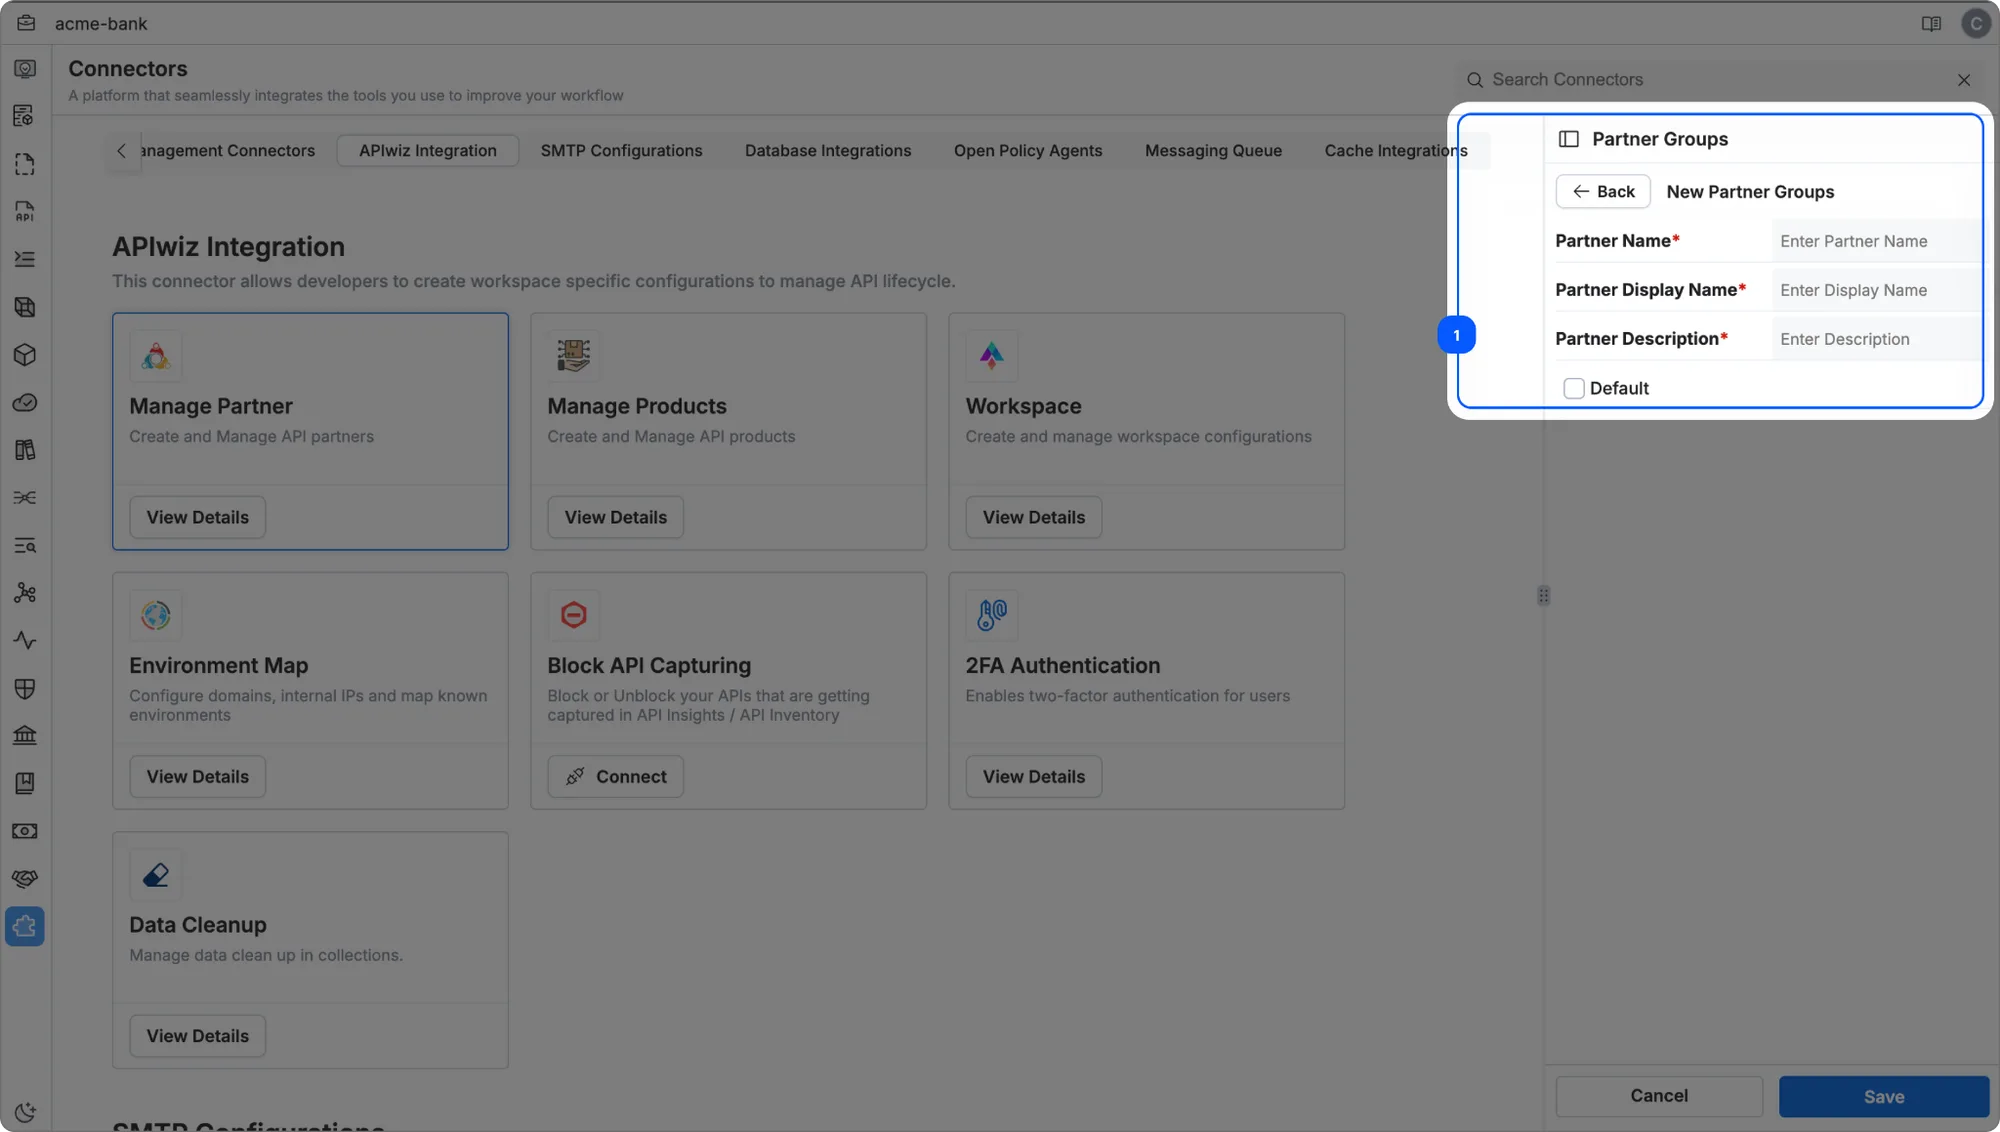 acme-bank
C
Connectors
A platform that seamlessly integrates the tools you use to improve your workflow
Search Connectors
anagement Connectors
APIwiz Integration
SMTP Configurations
Database Integrations
Open Policy Agents
Messaging Queue
Cache Integrations
APIwiz Integration
This connector allows developers to create workspace specific configurations to manage API lifecycle.
Manage Partner
Create and Manage API partners
View Details
Manage Products
Create and Manage API products
View Details
Workspace
Create and manage workspace configurations
View Details
Environment Map
Configure domains, internal IPs and map known
environments
View Details
Block API Capturing
Block or Unblock your APIs that are getting
captured in API Insights / API Inventory
Connect
2FA Authentication
Enables two-factor authentication for users
View Details
Data Cleanup
Manage data clean up in collections.
View Details
SMTP Configurations
API
1
Partner Groups
Back
New Partner Groups
Partner Name*
Enter Partner Name
Partner Display Name*
Enter Display Name
Partner Description*
Enter Description
Default
Cancel
Save